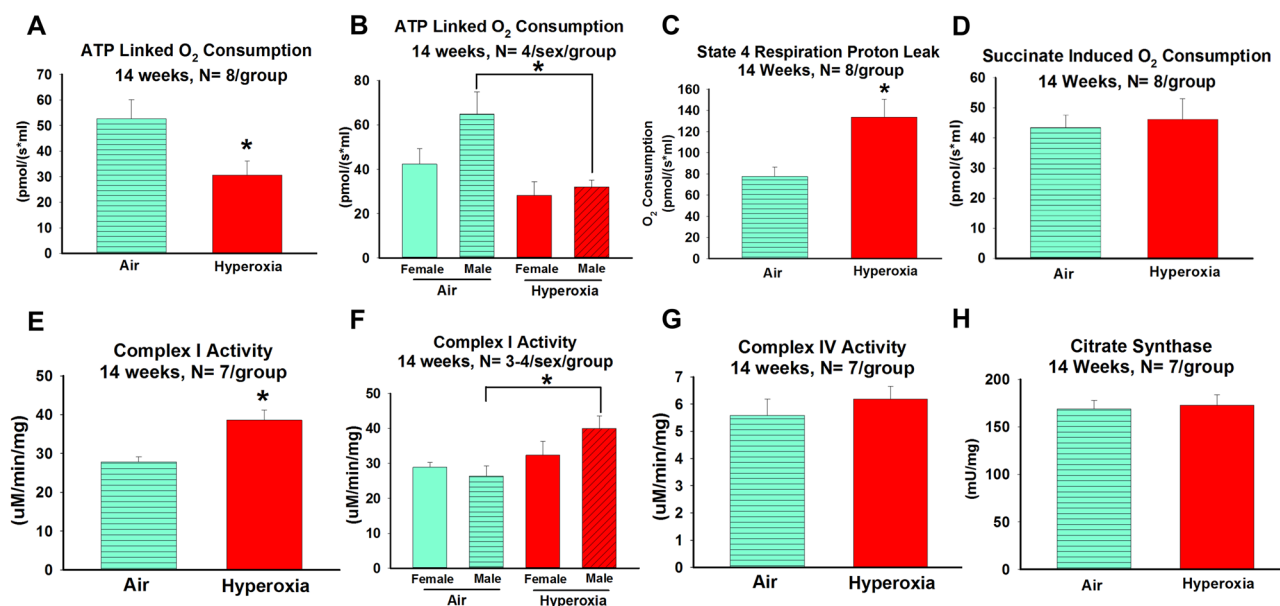 A
ATP Linked O₂ Consumption
14 weeks, N= 8/group
(pmol/(s*ml)
60
50
40
30
20
10
0
*
Air
Hyperoxia
B
ATP Linked O₂ Consumption
14 weeks, N= 4/sex/group
(pmol/(s*ml)
80
60
40
20
0
*
Female
Male
Female
Male
Air
Hyperoxia
C
State 4 Respiration Proton Leak
14 Weeks, N= 8/group
O₂ Consumption
(pmol/(s*ml)
160
140
120
100
80
60
40
20
0
*
Air
Hyperoxia
D
Succinate Induced O₂ Consumption
14 Weeks, N= 8/group
(pmol/(s*ml)
60
50
40
30
20
10
0
Air
Hyperoxia
E
Complex I Activity
14 weeks, N= 7/group
(uM/min/mg)
50
40
30
20
10
0
*
Air
Hyperoxia
F
Complex I Activity
14 weeks, N= 3-4/sex/group
(uM/min/mg)
50
40
30
20
10
0
*
Female
Male
Female
Male
Air
Hyperoxia
G
Complex IV Activity
14 weeks, N= 7/group
(uM/min/mg)
7
6
5
4
3
2
1
0
Air
Hyperoxia
H
Citrate Synthase
14 Weeks, N= 7/group
(mU/mg)
200
150
100
50
0
Air
Hyperoxia